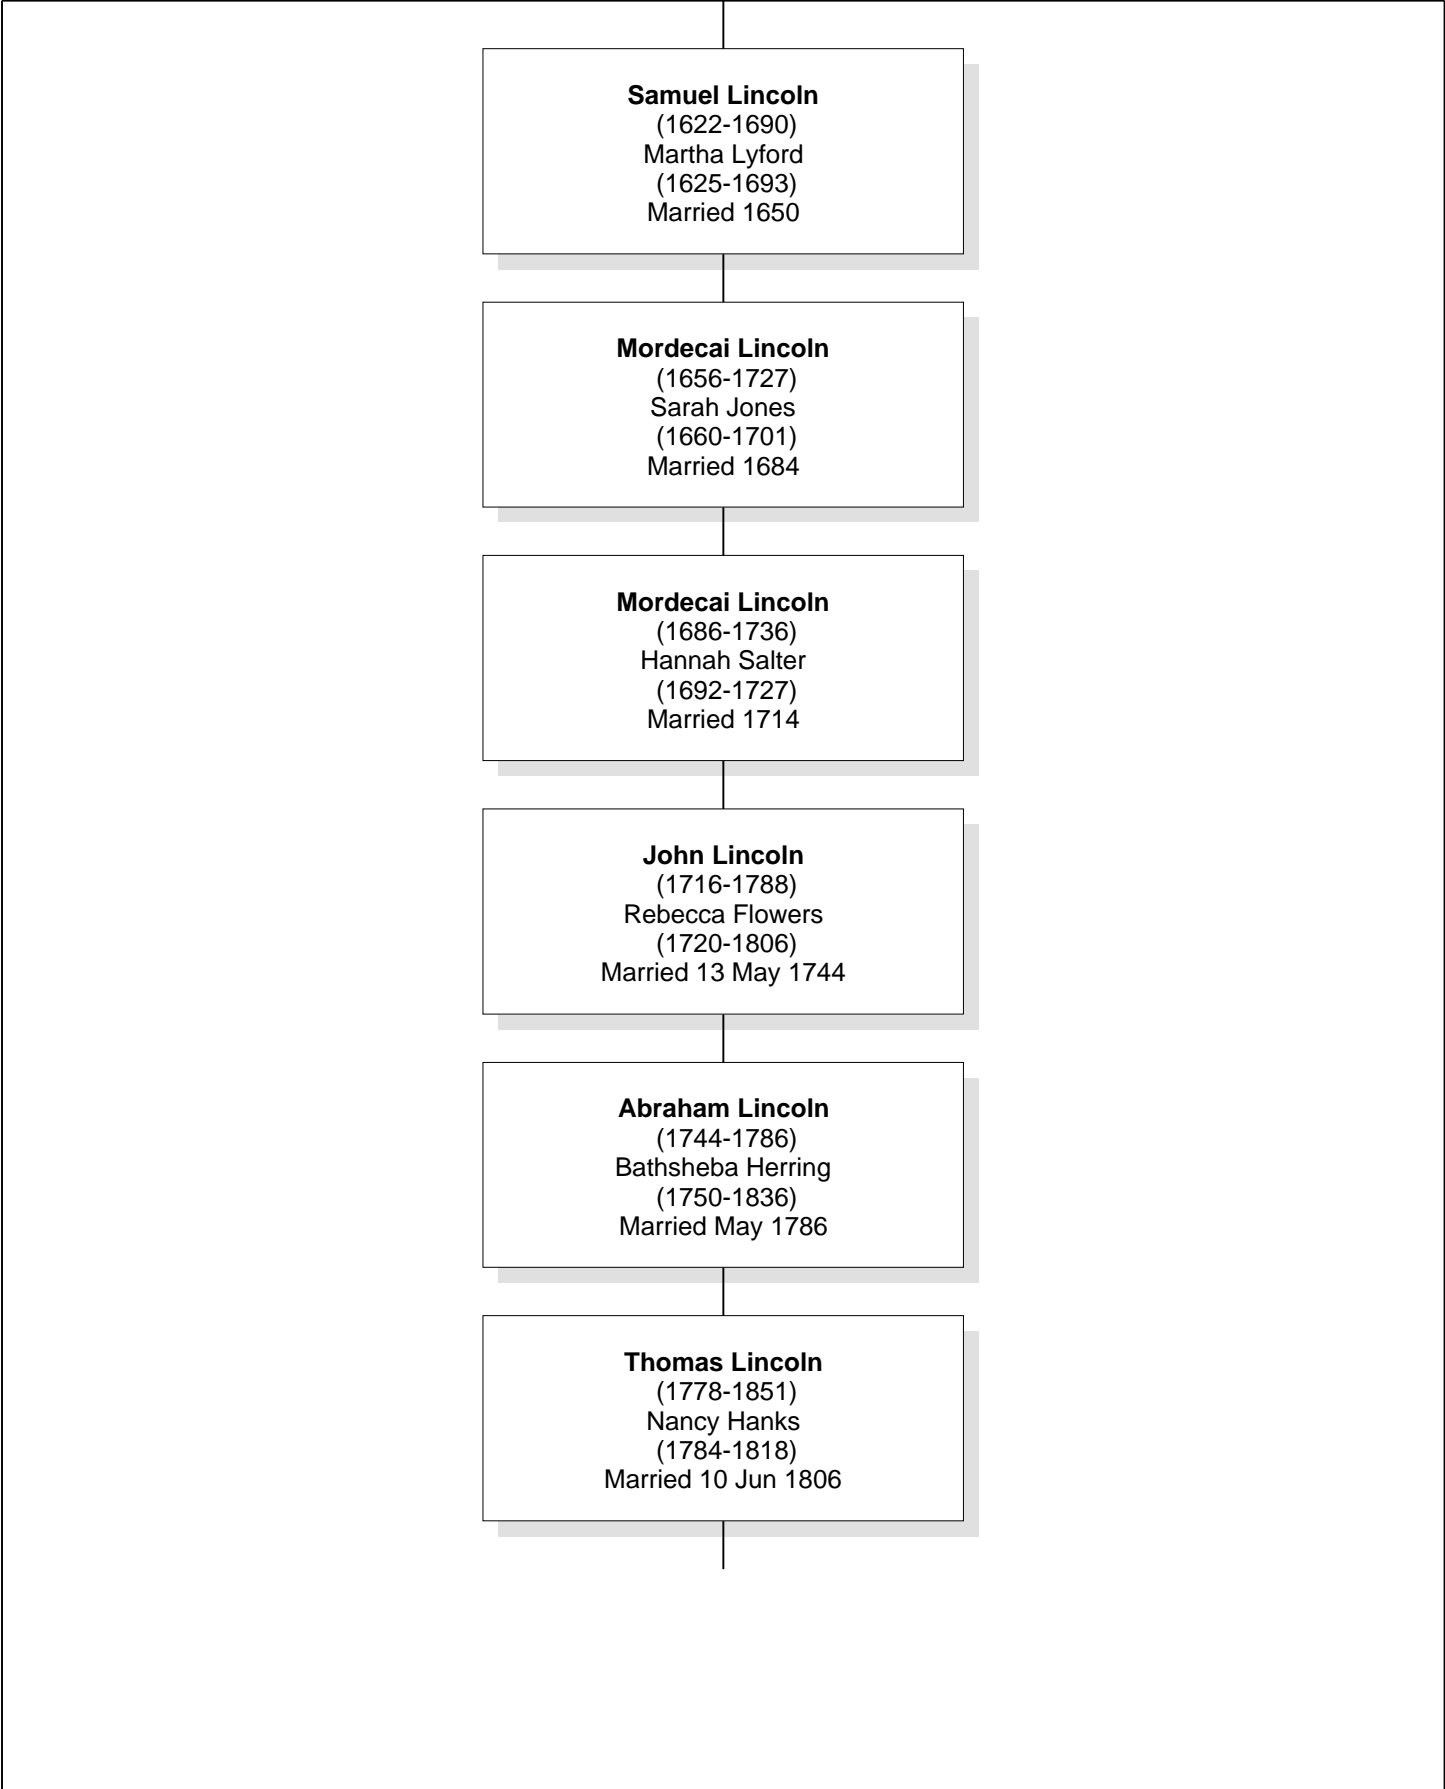 Samuel Lincoln
(1622-1690)
Martha Lyford
(1625-1693)
Married 1650
Mordecai Lincoln
(1656-1727)
Sarah Jones
(1660-1701)
Married 1684
Mordecai Lincoln
(1686-1736)
Hannah Salter
(1692-1727)
Married 1714
John Lincoln
(1716-1788)
Rebecca Flowers
(1720-1806)
Married 13 May 1744
Abraham Lincoln
(1744-1786)
Bathsheba Herring
(1750-1836)
Married May 1786
Thomas Lincoln
(1778-1851)
Nancy Hanks
(1784-1818)
Married 10 Jun 1806